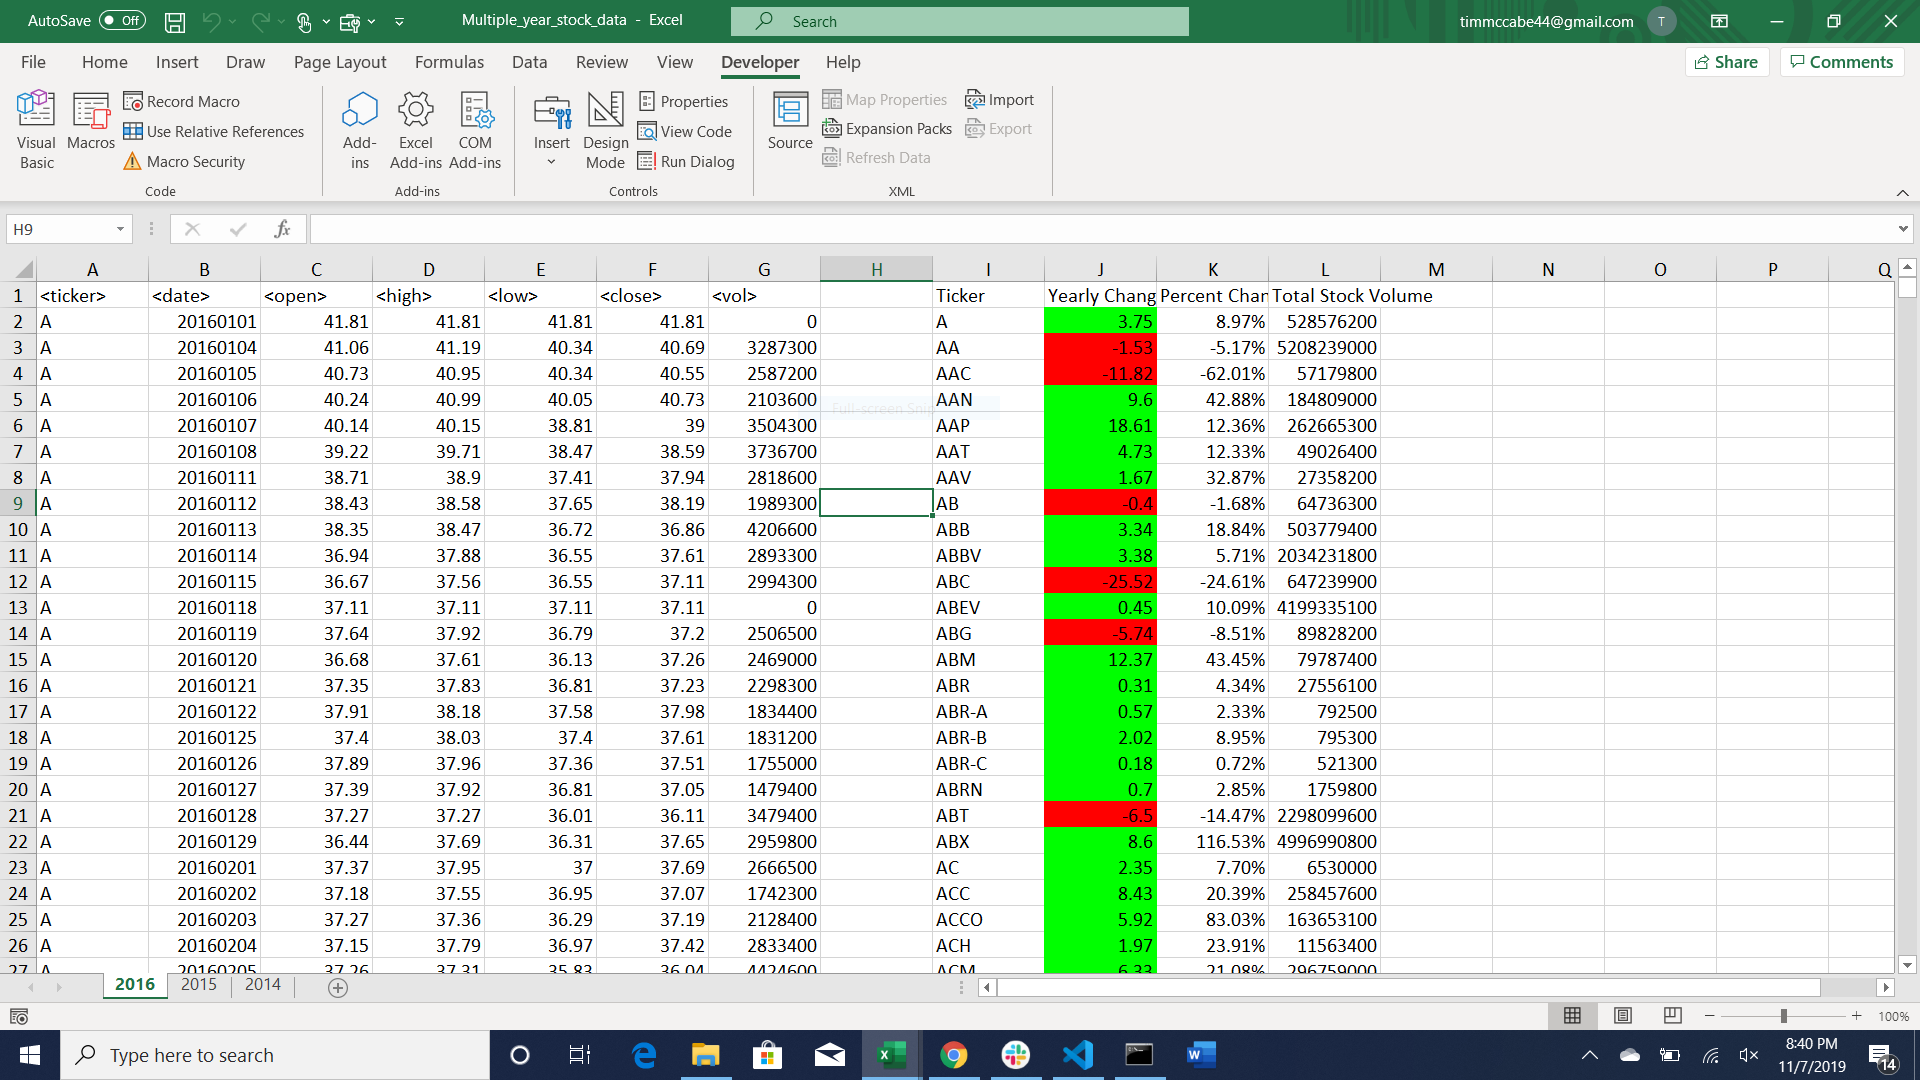 AutoSave Off Multiple_year_stock_data - Excel Search timmccabe44@gmail.com T
File Home Insert Draw Page Layout Formulas Data Review View Developer Help Share Comments
Visual Basic
Macros
Record Macro
Use Relative References
Macro Security
Code
Add-ins
Excel Add-ins
COM Add-ins
Add-ins
Insert
Design Mode
Properties
View Code
Run Dialog
Controls
Source
Map Properties
Expansion Packs
Refresh Data
Import
Export
XML
H9 fx
A B C D E F G H I J K L M N O P Q
1 <ticker> <date> <open> <high> <low> <close> <vol> Ticker Yearly Chang Percent Chan Total Stock Volume
2 A 20160101 41.81 41.81 41.81 41.81 0 A 3.75 8.97% 528576200
3 A 20160104 41.06 41.19 40.34 40.69 3287300 AA -1.53 -5.17% 5208239000
4 A 20160105 40.73 40.95 40.34 40.55 2587200 AAC -11.82 -62.01% 57179800
5 A 20160106 40.24 40.99 40.05 40.73 2103600 AAN 9.6 42.88% 184809000
Full-screen Snip
6 A 20160107 40.14 40.15 38.81 39 3504300 AAP 18.61 12.36% 262665300
7 A 20160108 39.22 39.71 38.47 38.59 3736700 AAT 4.73 12.33% 49026400
8 A 20160111 38.71 38.9 37.41 37.94 2818600 AAV 1.67 32.87% 27358200
9 A 20160112 38.43 38.58 37.65 38.19 1989300 AB -0.4 -1.68% 64736300
10 A 20160113 38.35 38.47 36.72 36.86 4206600 ABB 3.34 18.84% 503779400
11 A 20160114 36.94 37.88 36.55 37.61 2893300 ABBV 3.38 5.71% 2034231800
12 A 20160115 36.67 37.56 36.55 37.11 2994300 ABC -25.52 -24.61% 647239900
13 A 20160118 37.11 37.11 37.11 37.11 0 ABEV 0.45 10.09% 4199335100
14 A 20160119 37.64 37.92 36.79 37.2 2506500 ABG -5.74 -8.51% 89828200
15 A 20160120 36.68 37.61 36.13 37.26 2469000 ABM 12.37 43.45% 79787400
16 A 20160121 37.35 37.83 36.81 37.23 2298300 ABR 0.31 4.34% 27556100
17 A 20160122 37.91 38.18 37.58 37.98 1834400 ABR-A 0.57 2.33% 792500
18 A 20160125 37.4 38.03 37.4 37.61 1831200 ABR-B 2.02 8.95% 795300
19 A 20160126 37.89 37.96 37.36 37.51 1755000 ABR-C 0.18 0.72% 521300
20 A 20160127 37.39 37.92 36.81 37.05 1479400 ABRN 0.7 2.85% 1759800
21 A 20160128 37.27 37.27 36.01 36.11 3479400 ABT -6.5 -14.47% 2298099600
22 A 20160129 36.44 37.69 36.31 37.65 2959800 ABX 8.6 116.53% 4996990800
23 A 20160201 37.37 37.95 37 37.69 2666500 AC 2.35 7.70% 6530000
24 A 20160202 37.18 37.55 36.95 37.07 1742300 ACC 8.43 20.39% 258457600
25 A 20160203 37.27 37.36 36.29 37.19 2128400 ACCO 5.92 83.03% 163653100
26 A 20160204 37.15 37.79 36.97 37.42 2833400 ACH 1.97 23.91% 11563400
27 A 20160205 37.26 37.31 35.83 36.04 4424600 ACM 6.33 21.08% 296759000
2016 2015 2014
100%
Type here to search
8:40 PM
11/7/2019
14